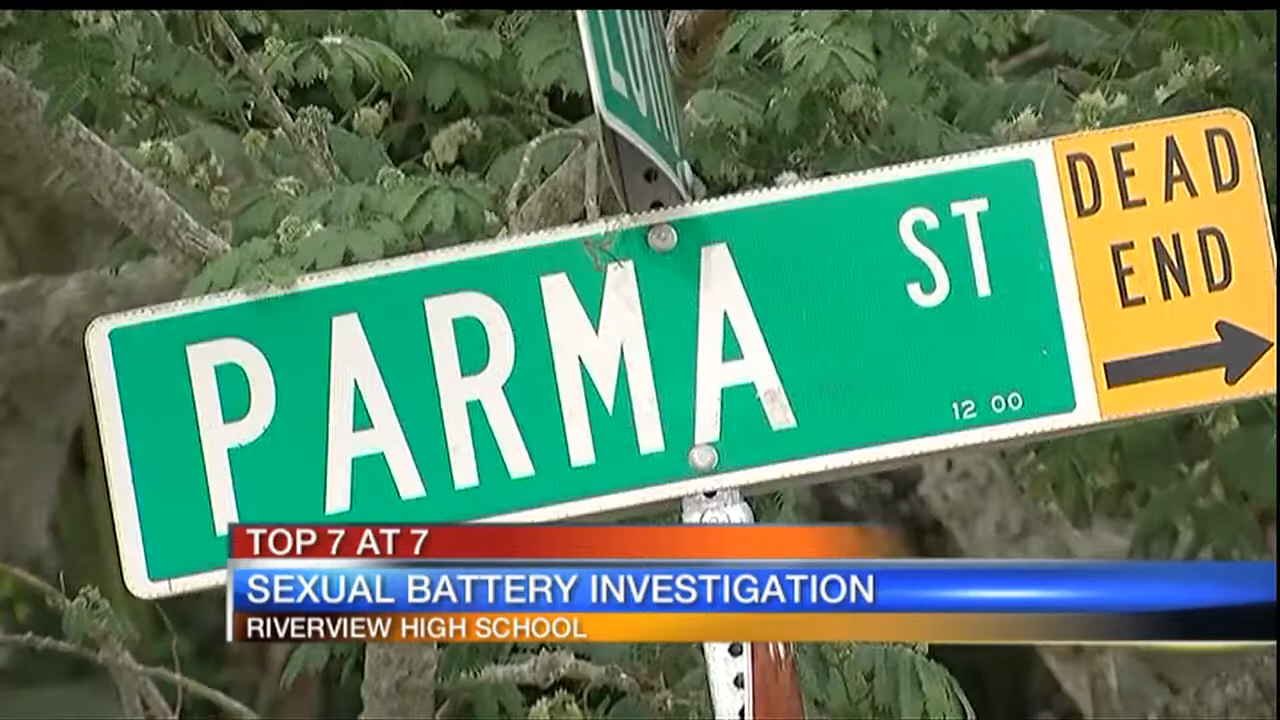 PARMA ST
12 00
DEAD
END
TOP 7 AT 7
SEXUAL BATTERY INVESTIGATION
RIVERVIEW HIGH SCHOOL